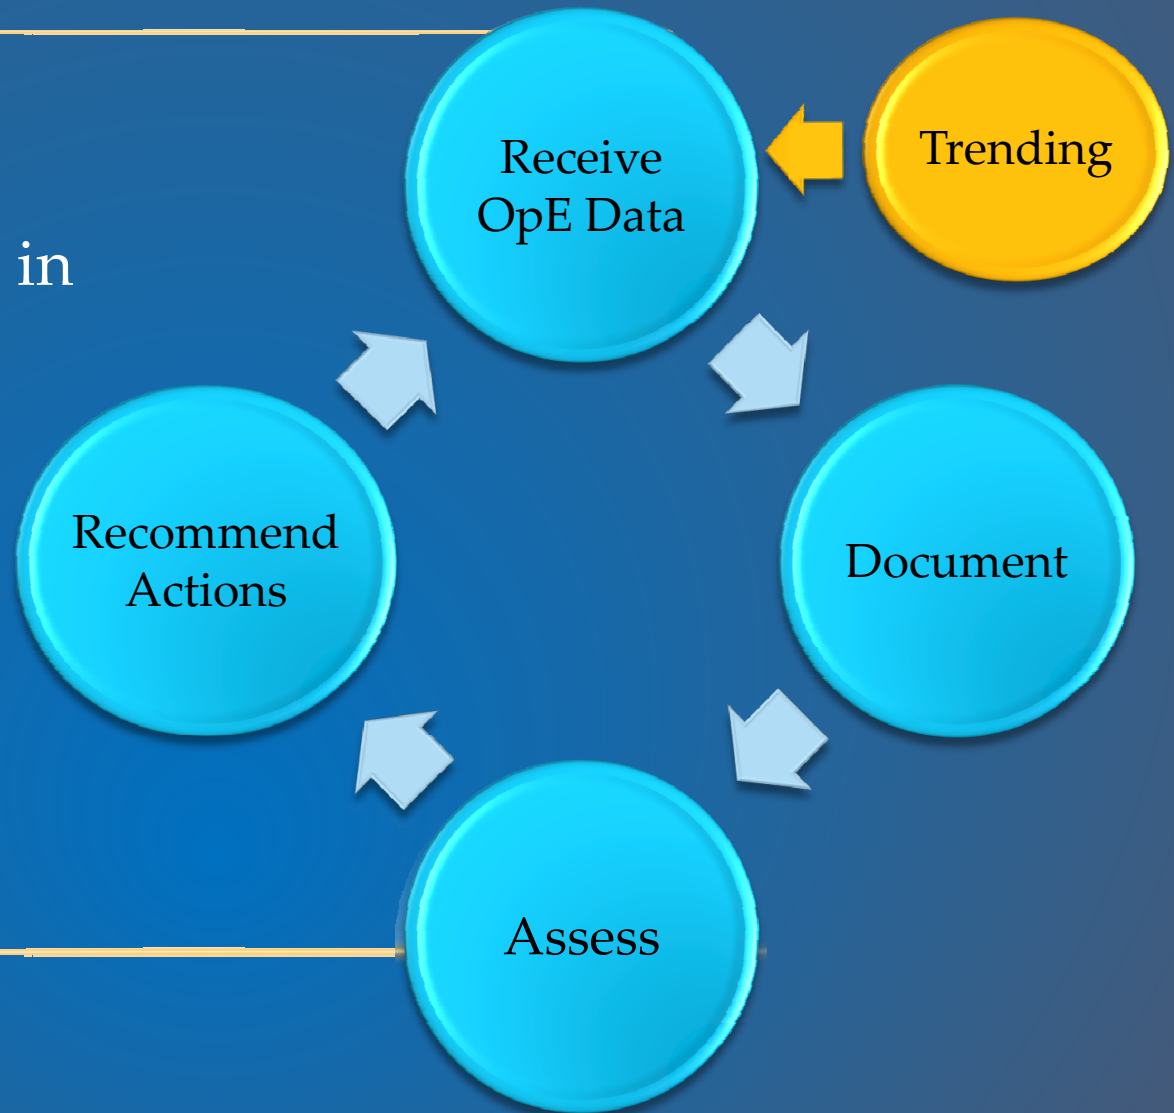 Receive
OpE Data
Trending
in
Recommend
Actions
Document
Assess